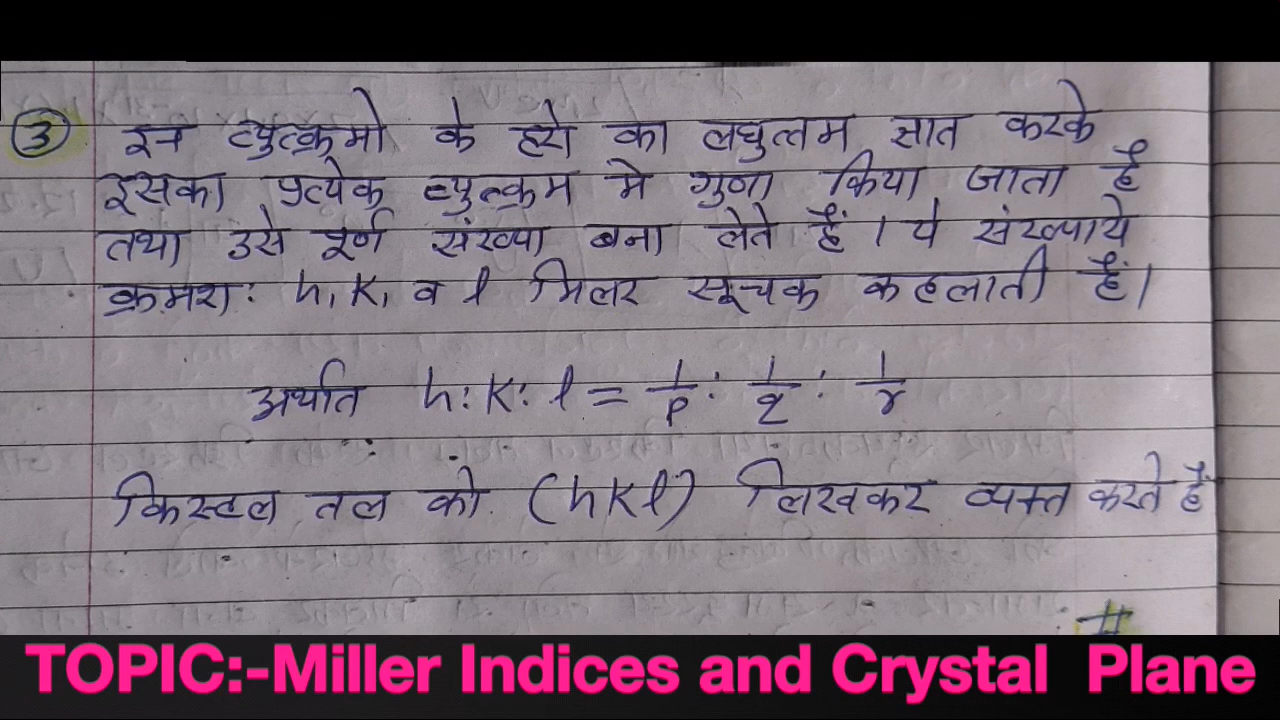 ③ इन व्युत्क्रमो के हरो का लघुत्तम सात करके
इसका प्रत्येक व्युत्क्रम मे गुणा किया जाता है
तथा उसे पूर्ण संख्या बना लेते हैं। ये संख्याये
क्रमश: h, K, व l मिलर सूचक कहलाती हैं।
अर्थात h:K:l = 1/p : 1/q : 1/r
किस्टल तल को (hKl) लिखकर व्यक्त करते हैं
#
TOPIC:-Miller Indices and Crystal Plane